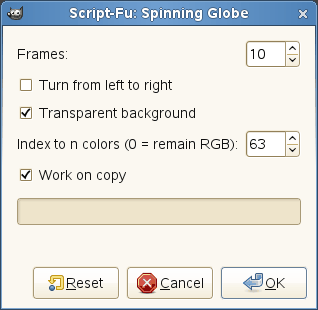 Script-Fu: Spinning Globe
Frames: 10
Turn from left to right
Transparent background
Index to n colors (0 = remain RGB): 63
Work on copy
Reset Cancel OK